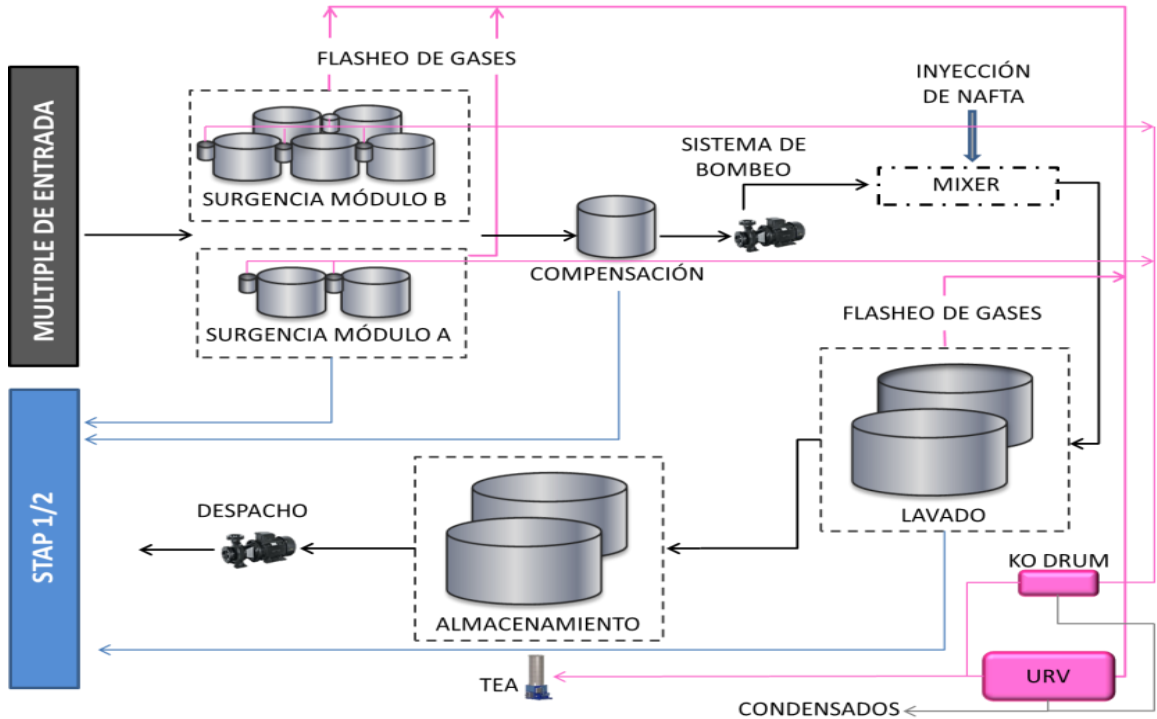 FLASHEO DE GASES
INYECCIÓN
DE NAFTA
MULTIPLE DE ENTRADA
SISTEMA DE
BOMBEO
MIXER
SURGENCIA MÓDULO B
COMPENSACIÓN
SURGENCIA MÓDULO A
FLASHEO DE GASES
STAP 1/2
DESPACHO
LAVADO
KO DRUM
ALMACENAMIENTO
TEA
URV
CONDENSADOS